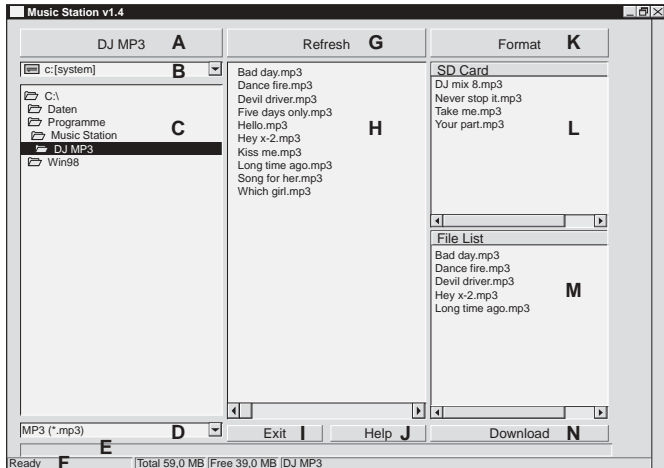 Music Station v1.4
DJ MP3 A
Refresh G
Format K
c:[system] B
C:\
Daten
Programme
Music Station
DJ MP3
Win98
C
Bad day.mp3
Dance fire.mp3
Devil driver.mp3
Five days only.mp3
Hello.mp3
Hey x-2.mp3
Kiss me.mp3
Long time ago.mp3
Song for her.mp3
Which girl.mp3
H
SD Card
DJ mix 8.mp3
Never stop it.mp3
Take me.mp3
Your part.mp3
L
File List
Bad day.mp3
Dance fire.mp3
Devil driver.mp3
Hey x-2.mp3
Long time ago.mp3
M
MP3 (*.mp3) D
Exit I
Help J
Download N
E
Ready F
Total 59,0 MB Free 39,0 MB DJ MP3